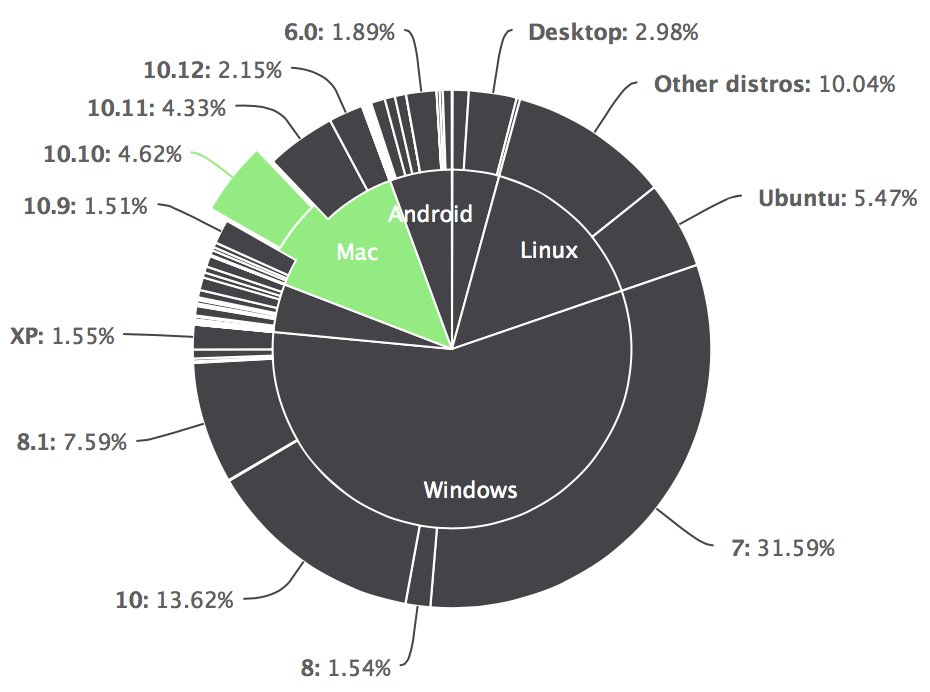 6.0: 1.89%
Desktop: 2.98%
10.12: 2.15%
Other distros: 10.04%
10.11: 4.33%
10.10: 4.62%
Ubuntu: 5.47%
10.9: 1.51%
Android
Mac
Linux
XP: 1.55%
8.1: 7.59%
Windows
7: 31.59%
10: 13.62%
8: 1.54%